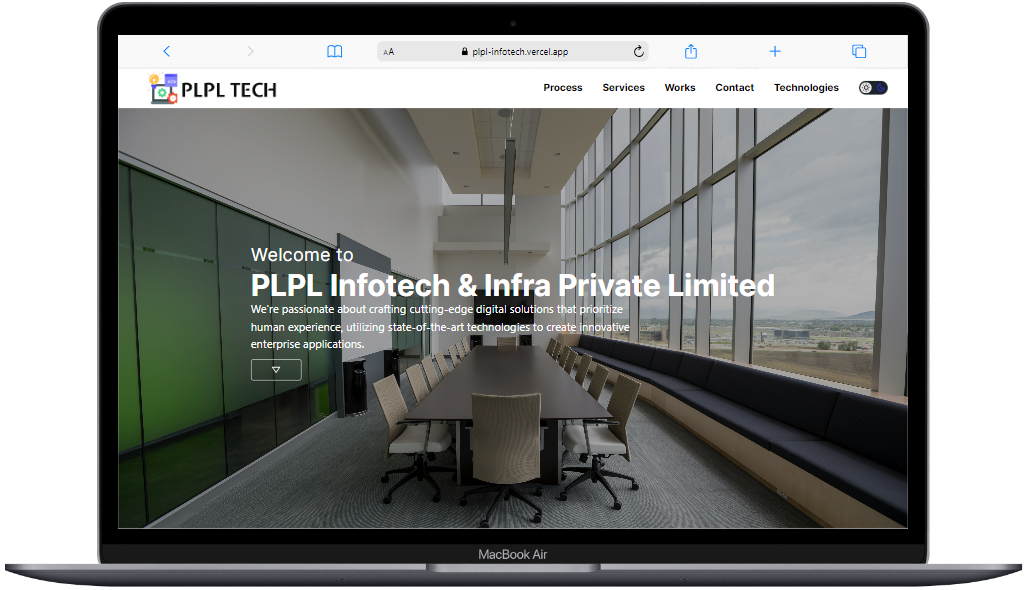 AA plpl-infotech.vercel.app
PLPL TECH
Process Services Works Contact Technologies
Welcome to
PLPL Infotech & Infra Private Limited
We're passionate about crafting cutting-edge digital solutions that prioritize
human experience, utilizing state-of-the-art technologies to create innovative
enterprise applications.
MacBook Air